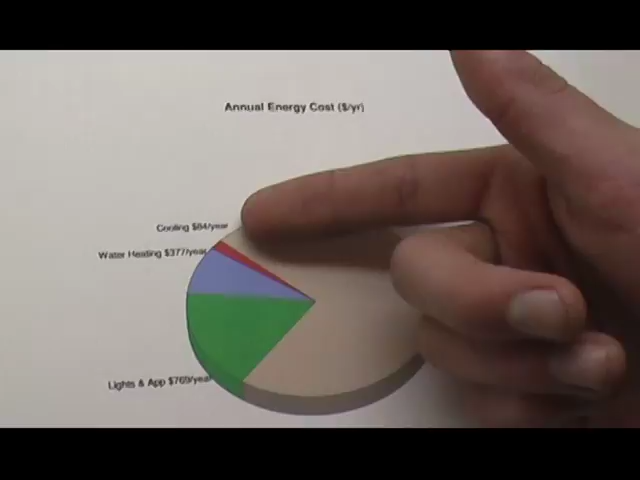 Annual Energy Cost ($/yr)
Cooling $84/year
Water Heating $377/year
Lights & App $769/year